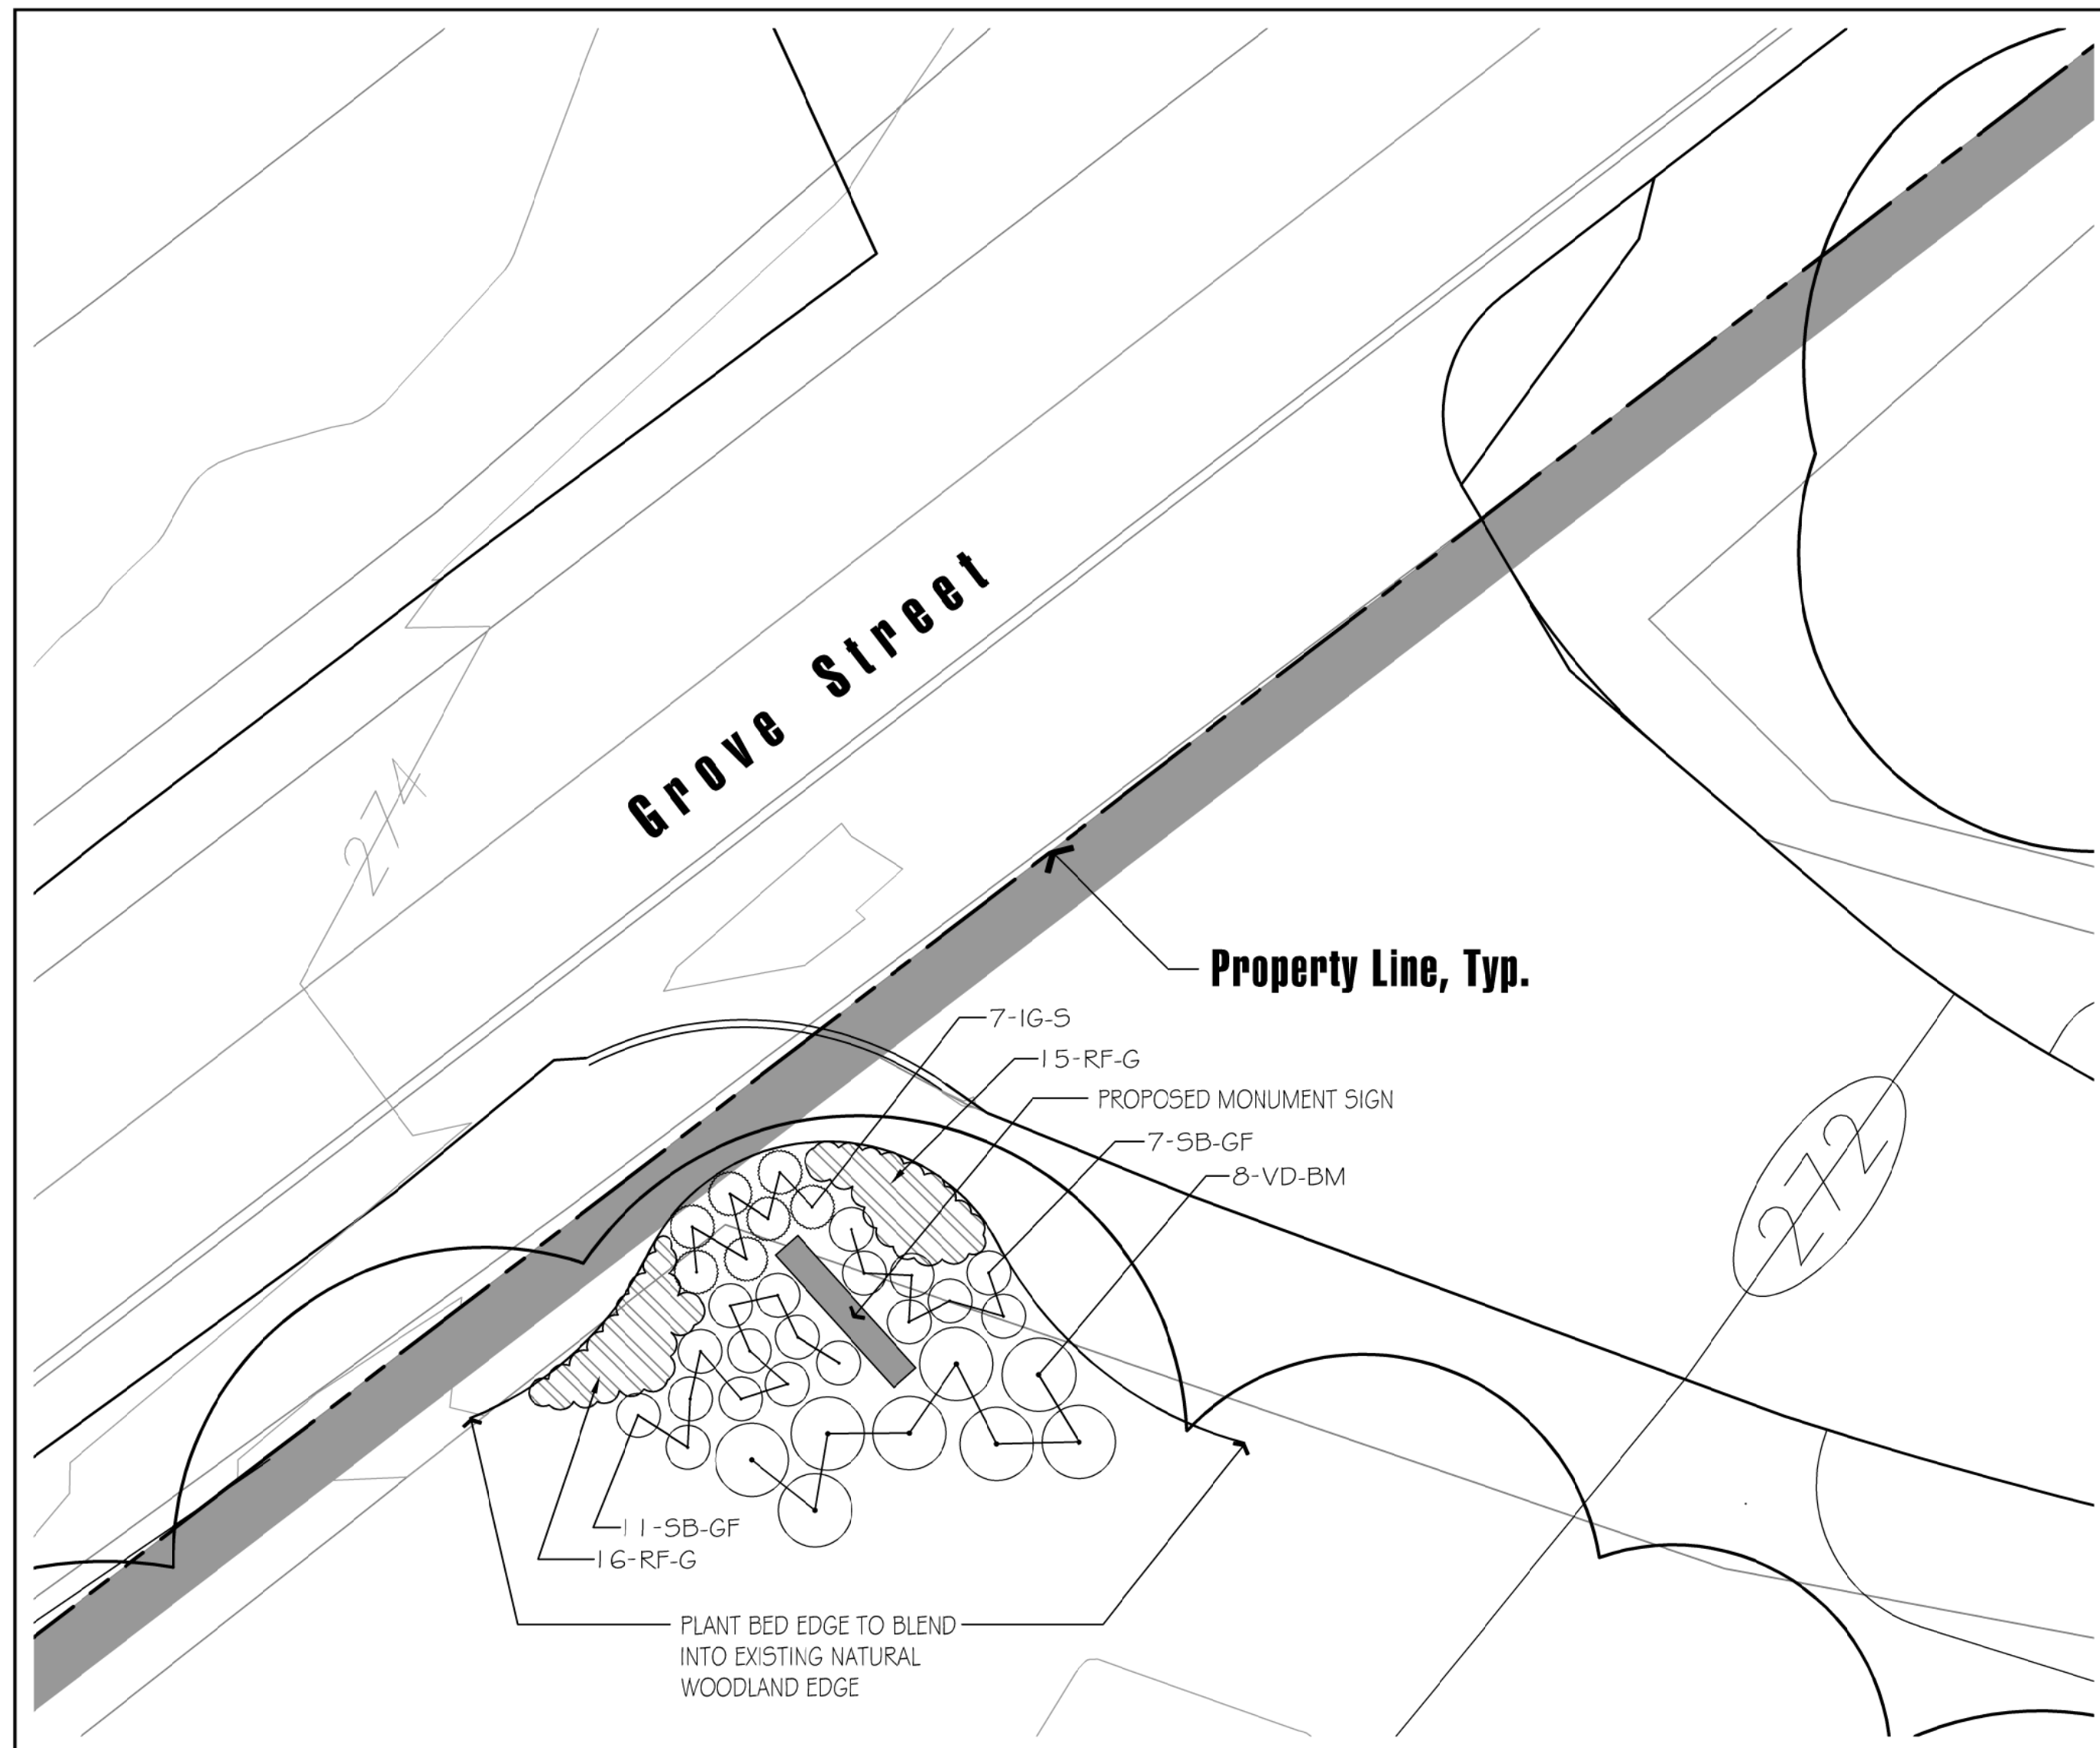 Grove Street
274
Property Line, Typ.
7-IG-S
15-RF-G
PROPOSED MONUMENT SIGN
7-SB-GF
8-VD-BM
272
11-SB-GF
16-RF-G
PLANT BED EDGE TO BLEND
INTO EXISTING NATURAL
WOODLAND EDGE